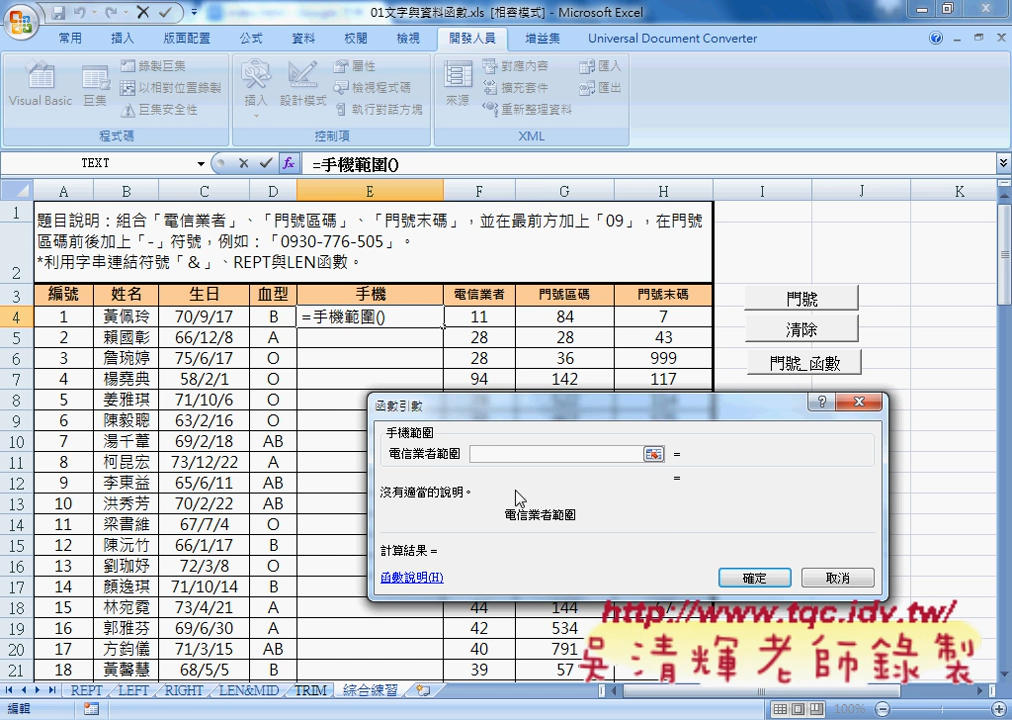 01文字與資料函數.xls [相容模式] - Microsoft Excel
常用 插入 版面配置 公式 資料 校閱 檢視 開發人員 增益集 Universal Document Converter
Visual Basic 巨集 錄製巨集 以相對位置錄製 巨集安全性 插入 設計模式 屬性 檢視程式碼 執行對話方塊 來源 對應內容 擴充套件 重新整理資料 匯入 匯出
程式碼 控制項 XML
TEXT fx =手機範圍()
A B C D E F G H I J K
1 題目說明：組合「電信業者」、「門號區碼」、「門號末碼」，並在最前方加上「09」，在門號
區碼前後加上「-」符號，例如：「0930-776-505」。
2 *利用字串連結符號「&」、REPT與LEN函數。
3 編號 姓名 生日 血型 手機 電信業者 門號區碼 門號末碼 門號
4 1 黃佩玲 70/9/17 B =手機範圍() 11 84 7
5 2 賴國彰 66/12/8 A 28 28 43 清除
6 3 詹琬婷 75/6/17 O 28 36 999
7 4 楊堯典 58/2/1 O 94 142 117 門號_函數
8 5 姜雅琪 71/10/6 O
9 6 陳毅聰 63/2/16 O
10 7 湯千葦 69/2/18 AB
11 8 柯昆宏 73/12/22 A
12 9 李東益 65/6/11 AB
13 10 洪秀芳 70/2/22 AB
14 11 梁書維 67/7/4 O
15 12 陳沅竹 66/1/17 B
16 13 劉珈妤 72/3/8 O
17 14 顏逸琪 71/10/14 B
18 15 林宛霓 73/4/21 A 44 144 67
19 16 郭雅芬 69/6/30 A 42 534
20 17 方鈞儀 71/3/15 AB 40 791
21 18 黃馨慧 68/5/5 B 39 57
函數引數
手機範圍
電信業者範圍 =
=
沒有適當的說明。
電信業者範圍
計算結果 =
函數說明(H) 確定 取消
http://www.tqc.idv.tw/
吳清輝老師錄製
REPT LEFT RIGHT LEN&MID TRIM 綜合練習
編輯 100%